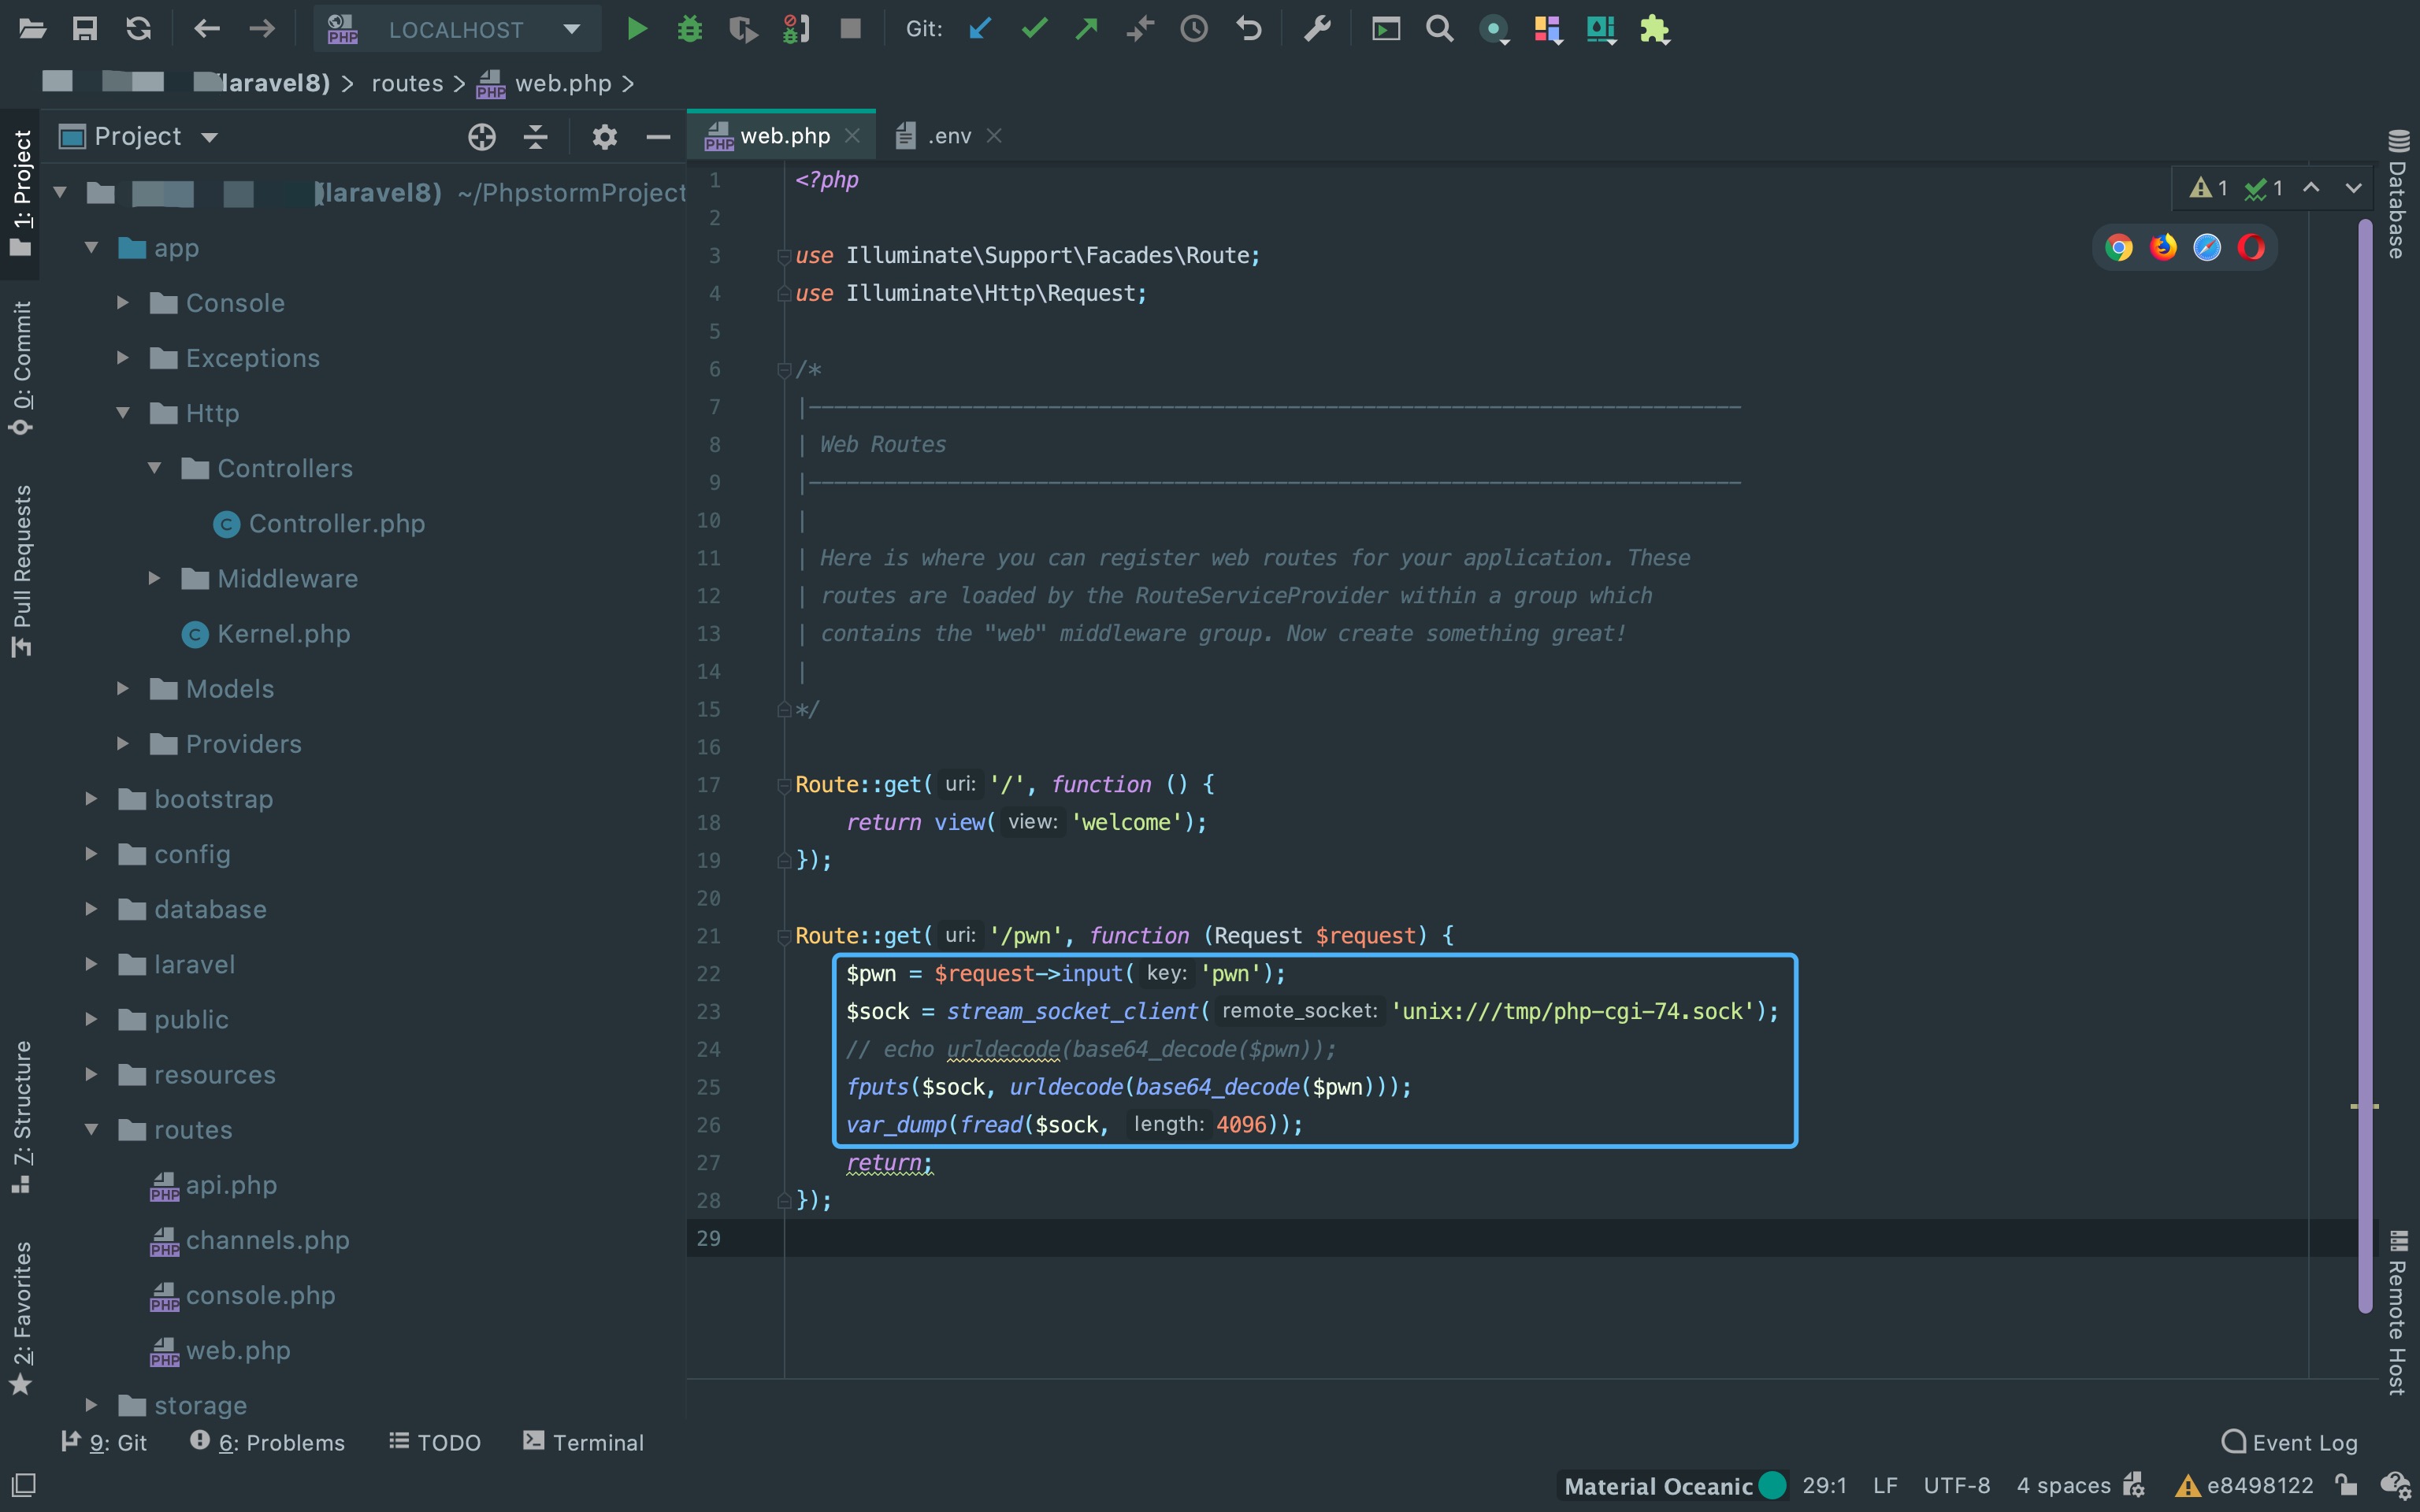 LOCALHOST
Git:
laravel8) > routes > web.php >
Project
web.php
.env
1: Project
0: Commit
Pull Requests
7: Structure
2: Favorites
(laravel8) ~/PhpstormProject
app
Console
Exceptions
Http
Controllers
Controller.php
Middleware
Kernel.php
Models
Providers
bootstrap
config
database
laravel
public
resources
routes
api.php
channels.php
console.php
web.php
storage
1 <?php
2
3 use Illuminate\Support\Facades\Route;
4 use Illuminate\Http\Request;
5
6 /*
7 |--------------------------------------------------------------------------
8 | Web Routes
9 |--------------------------------------------------------------------------
10 |
11 | Here is where you can register web routes for your application. These
12 | routes are loaded by the RouteServiceProvider within a group which
13 | contains the "web" middleware group. Now create something great!
14 |
15 */
16
17 Route::get( uri: '/', function () {
18     return view( view: 'welcome');
19 });
20
21 Route::get( uri: '/pwn', function (Request $request) {
22     $pwn = $request->input( key: 'pwn');
23     $sock = stream_socket_client( remote_socket: 'unix:///tmp/php-cgi-74.sock');
24     // echo urldecode(base64_decode($pwn));
25     fputs($sock, urldecode(base64_decode($pwn)));
26     var_dump(fread($sock, length: 4096));
27     return;
28 });
29
1 1
Database
Remote Host
9: Git
6: Problems
TODO
Terminal
Event Log
Material Oceanic
29:1
LF
UTF-8
4 spaces
e8498122